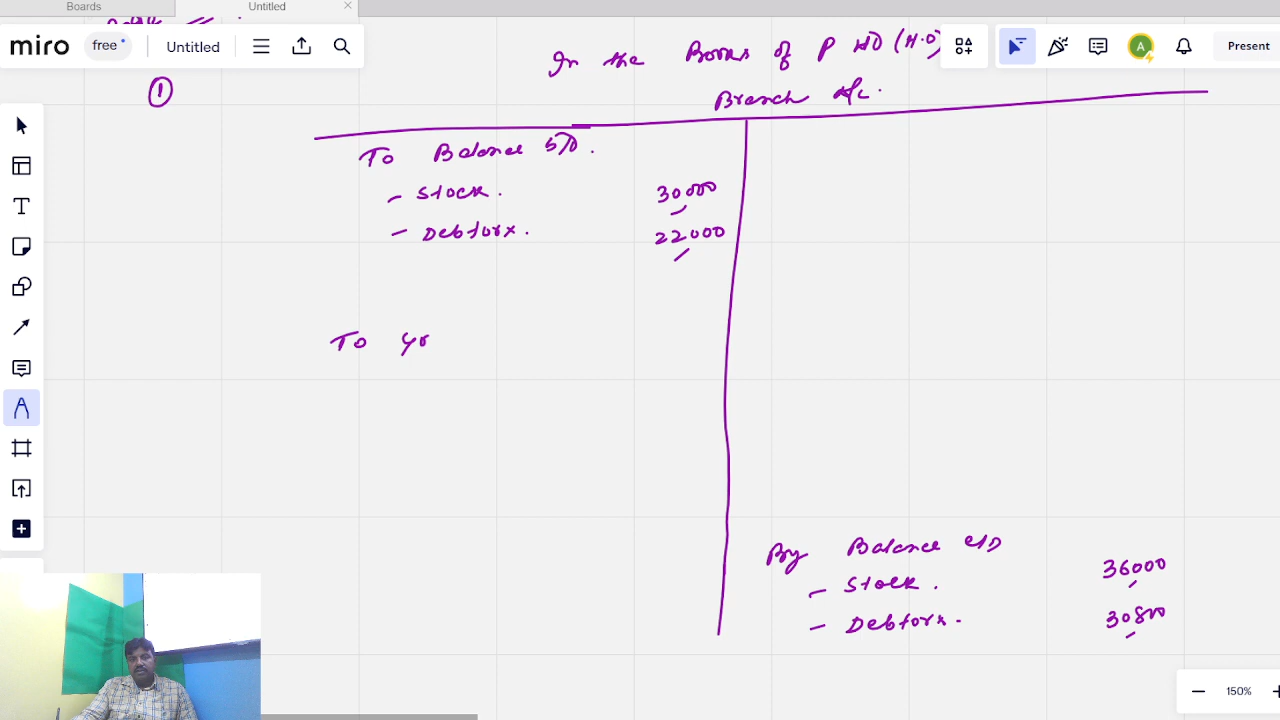 Boards Untitled
miro free Untitled Present
In the Books of P HO (H.O)
①
Branch A/c.
To Balance b/D.
- Stock. 30000
- Debtors. 22000
To
By Balance c/D
- Stock. 36000
- Debtors. 30800
150%
A